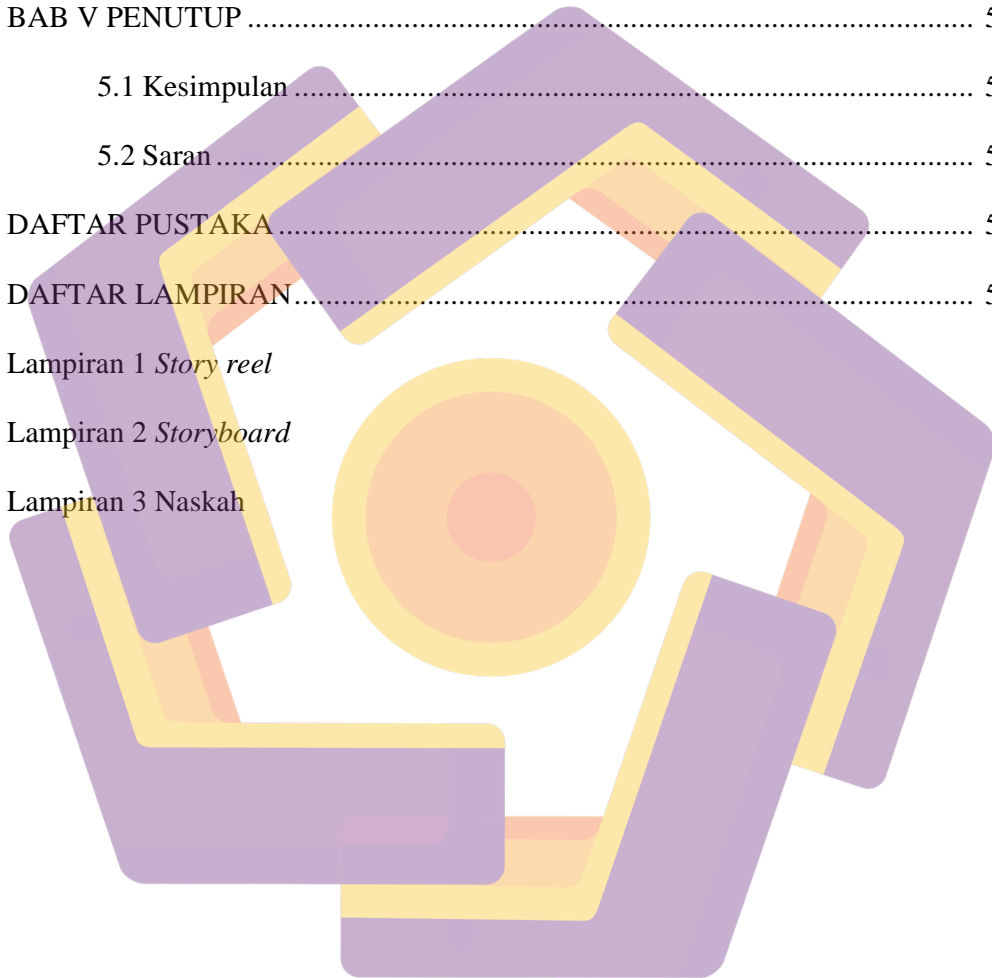 BAB V PENUTUP ........................................................................................... 5
5.1 Kesimpulan ..................................................................................... 5
5.2 Saran ................................................................................................ 5
DAFTAR PUSTAKA ...................................................................................... 5
DAFTAR LAMPIRAN .................................................................................... 5
Lampiran 1 Story reel
Lampiran 2 Storyboard
Lampiran 3 Naskah